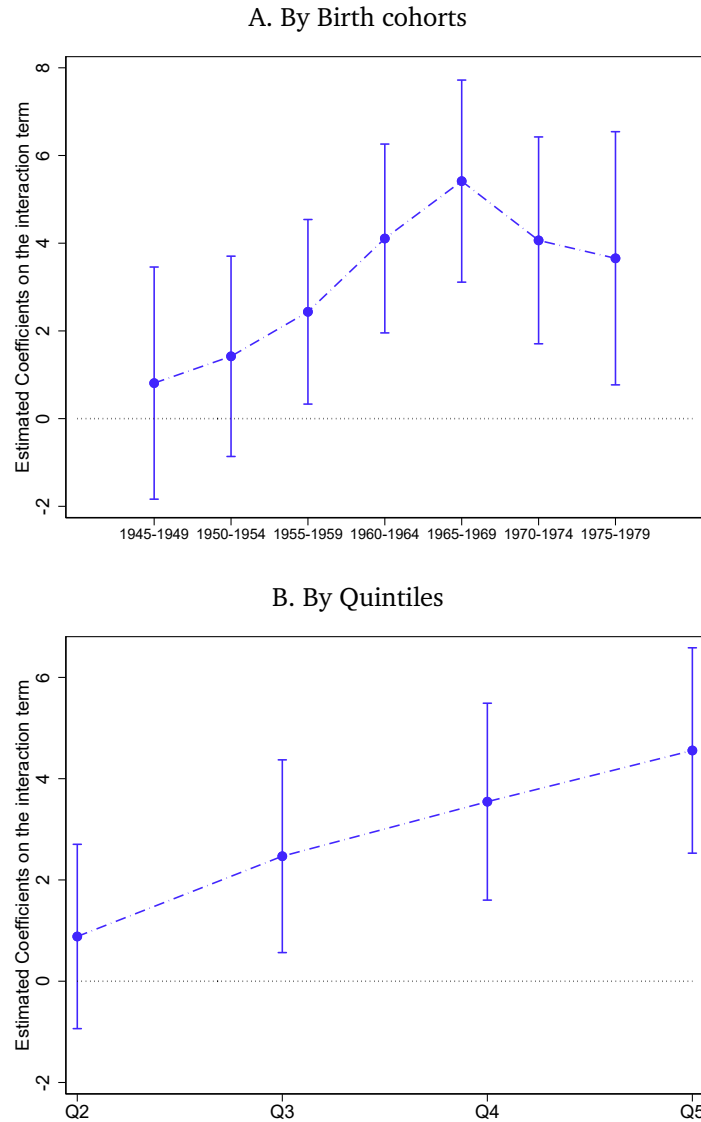 A. By Birth cohorts
Estimated Coefficients on the interaction term
8
6
4
2
0
-2
1945-1949 1950-1954 1955-1959 1960-1964 1965-1969 1970-1974 1975-1979
B. By Quintiles
Estimated Coefficients on the interaction term
6
4
2
0
-2
Q2 Q3 Q4 Q5